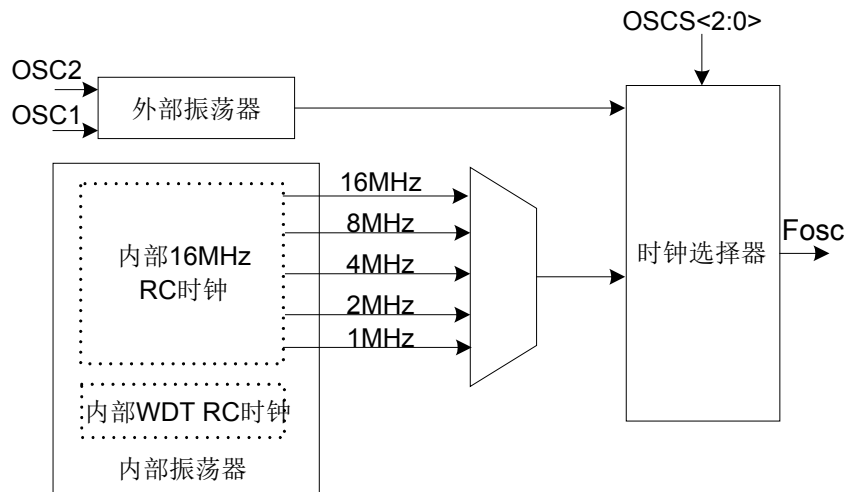 OSCS<2:0>
OSC2
OSC1
外部振荡器
16MHz
8MHz
4MHz
2MHz
1MHz
内部16MHz
RC时钟
内部WDT RC时钟
内部振荡器
时钟选择器
Fosc